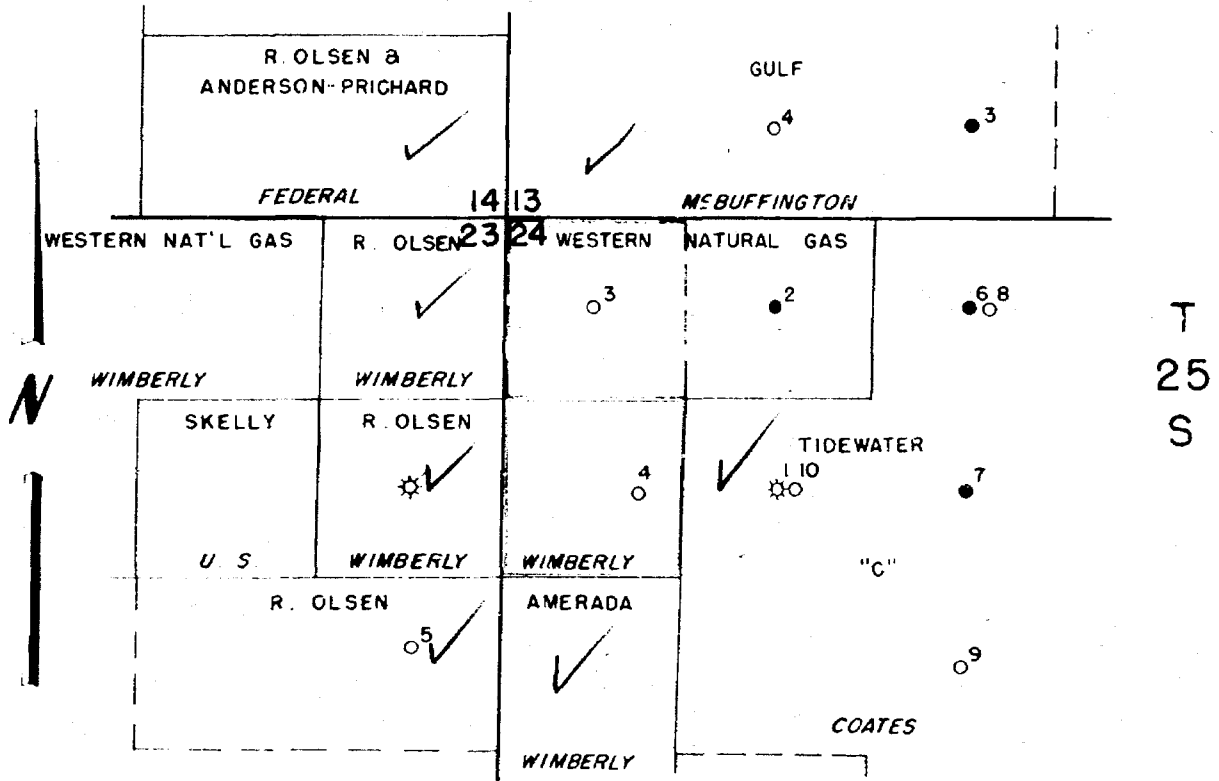 R. OLSEN &
ANDERSON-PRICHARD
GULF
4
3
FEDERAL
14 13
McBUFFINGTON
WESTERN NAT'L GAS
R. OLSEN
23 24
WESTERN NATURAL GAS
3
2
6 8
T
25
S
N
WIMBERLY
WIMBERLY
SKELLY
R. OLSEN
TIDEWATER
4
1 10
7
U. S.
WIMBERLY
WIMBERLY
"C"
R. OLSEN
AMERADA
5
9
COATES
WIMBERLY